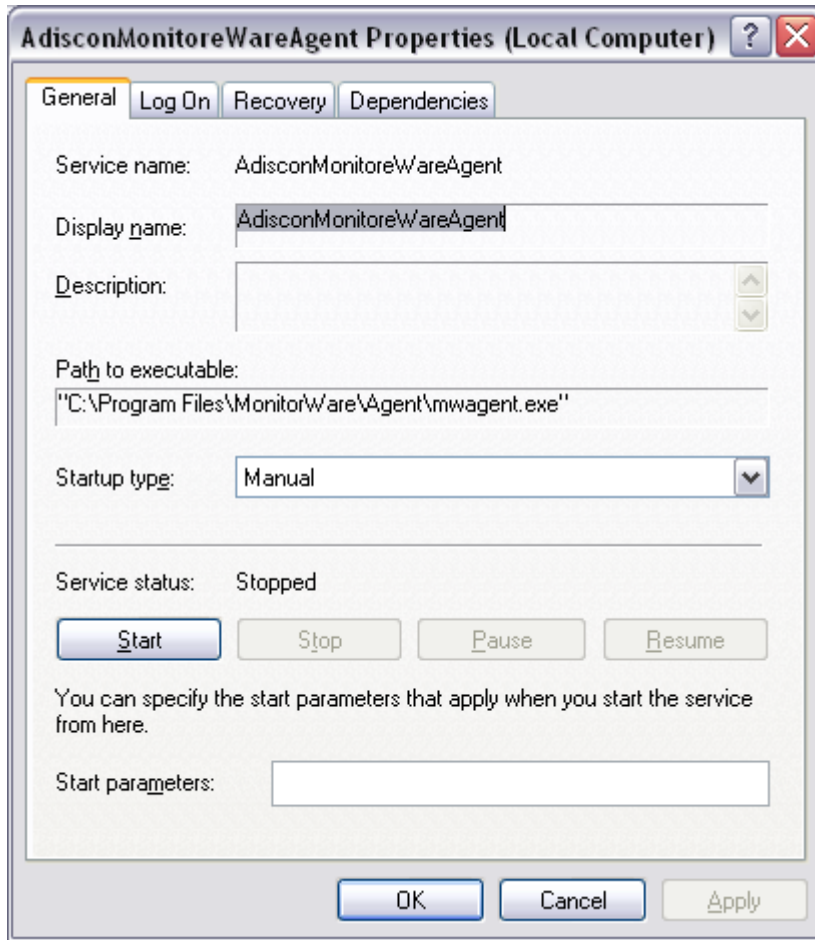 AdisconMonitoreWareAgent Properties (Local Computer)
General Log On Recovery Dependencies
Service name: AdisconMonitoreWareAgent
Display name: AdisconMonitoreWareAgent
Description:
Path to executable:
"C:\Program Files\MonitorWare\Agent\mwagent.exe"
Startup type: Manual
Service status: Stopped
Start Stop Pause Resume
You can specify the start parameters that apply when you start the service
from here.
Start parameters:
OK Cancel Apply